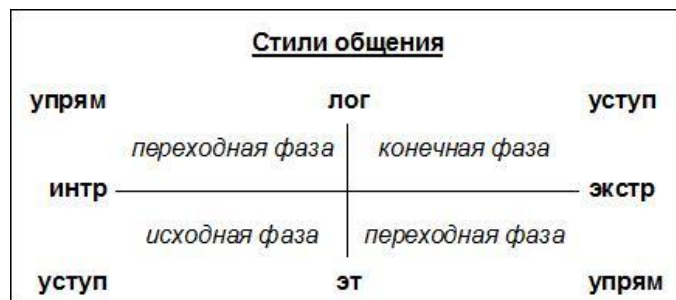 Стили общения
упрям лог уступ
переходная фаза конечная фаза
интр экстр
исходная фаза переходная фаза
уступ эт упрям